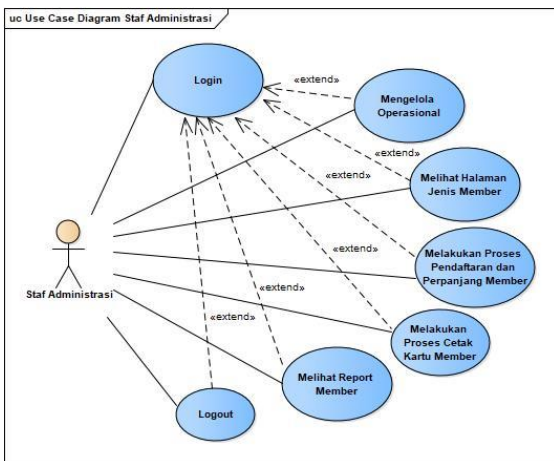 uc Use Case Diagram Staf Administrasi
Login
«extend»
Mengelola
Operasional
«extend»
Melihat Halaman
Jenis Member
«extend»
Melakukan Proses
Pendaftaran dan
Perpanjang Member
«extend»
Staf Administrasi
«extend»
Melakukan
Proses Cetak
Kartu Member
«extend»
Melihat Report
Member
Logout